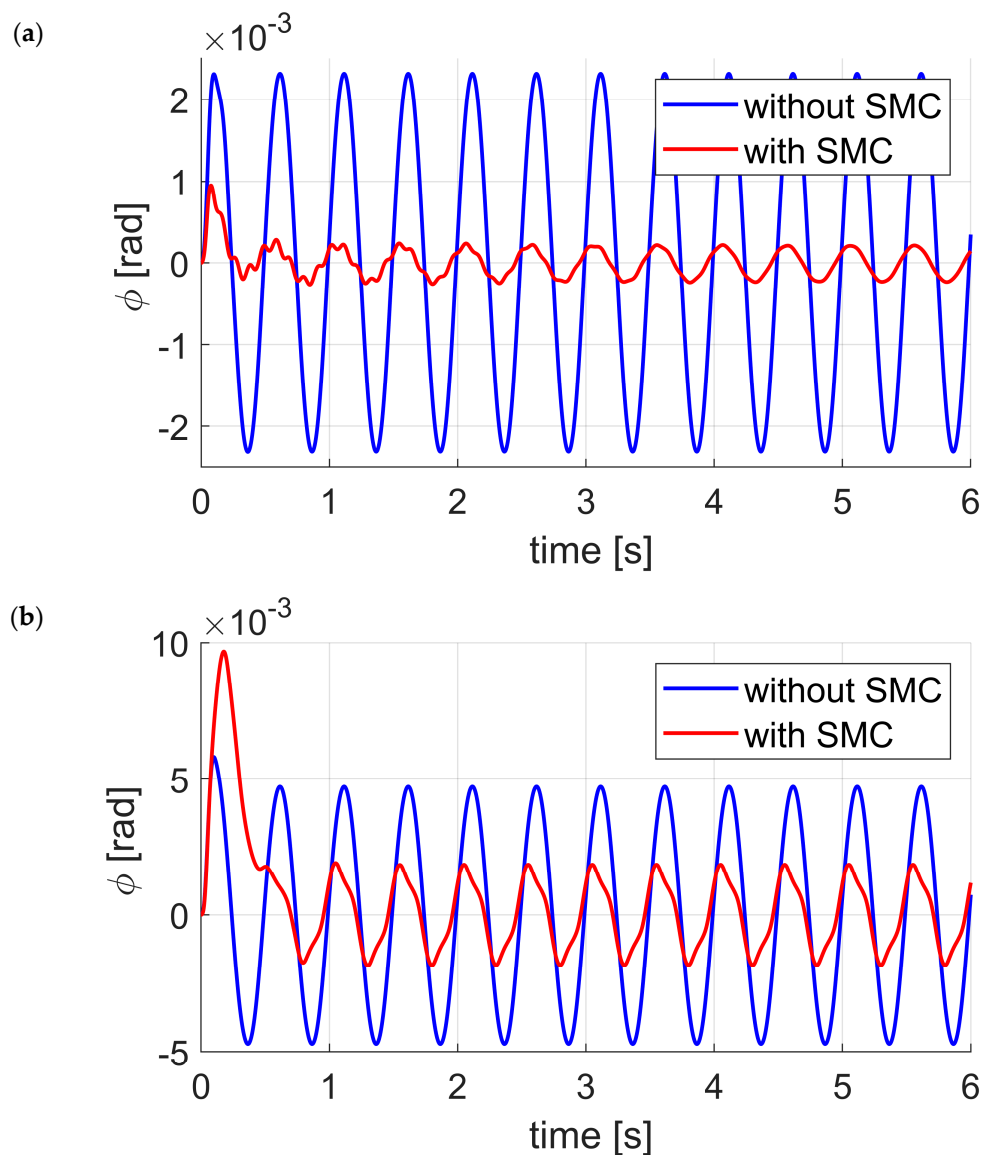 (a)
×10⁻³
2
1
0
-1
-2
ϕ [rad]
without SMC
with SMC
0 1 2 3 4 5 6
time [s]
(b)
×10⁻³
10
5
0
-5
ϕ [rad]
without SMC
with SMC
0 1 2 3 4 5 6
time [s]